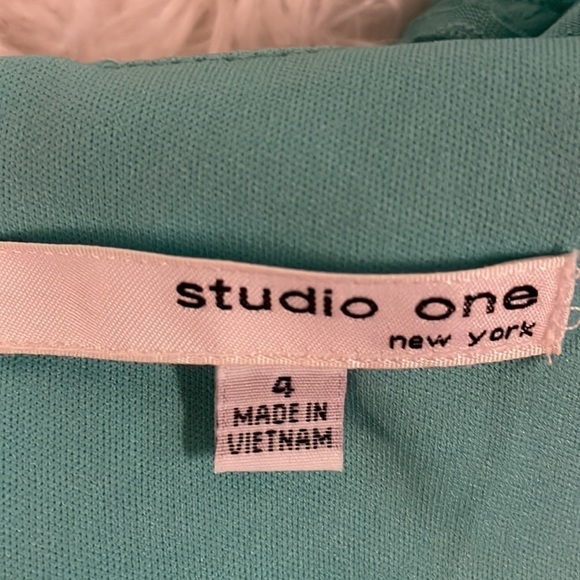 studio one
new york
4
MADE IN
VIETNAM